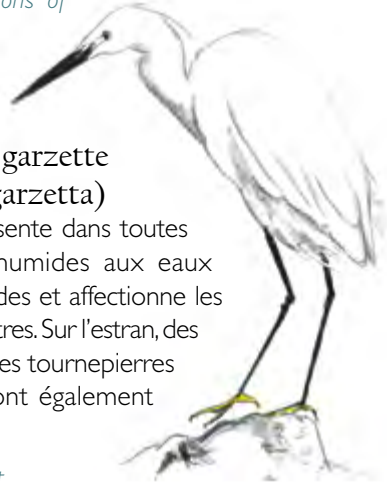 ons of
garzette
garzetta)
sente dans toutes
humides aux eaux
des et affectionne les
tres. Sur l'estran, des
es tournepierres
ont également